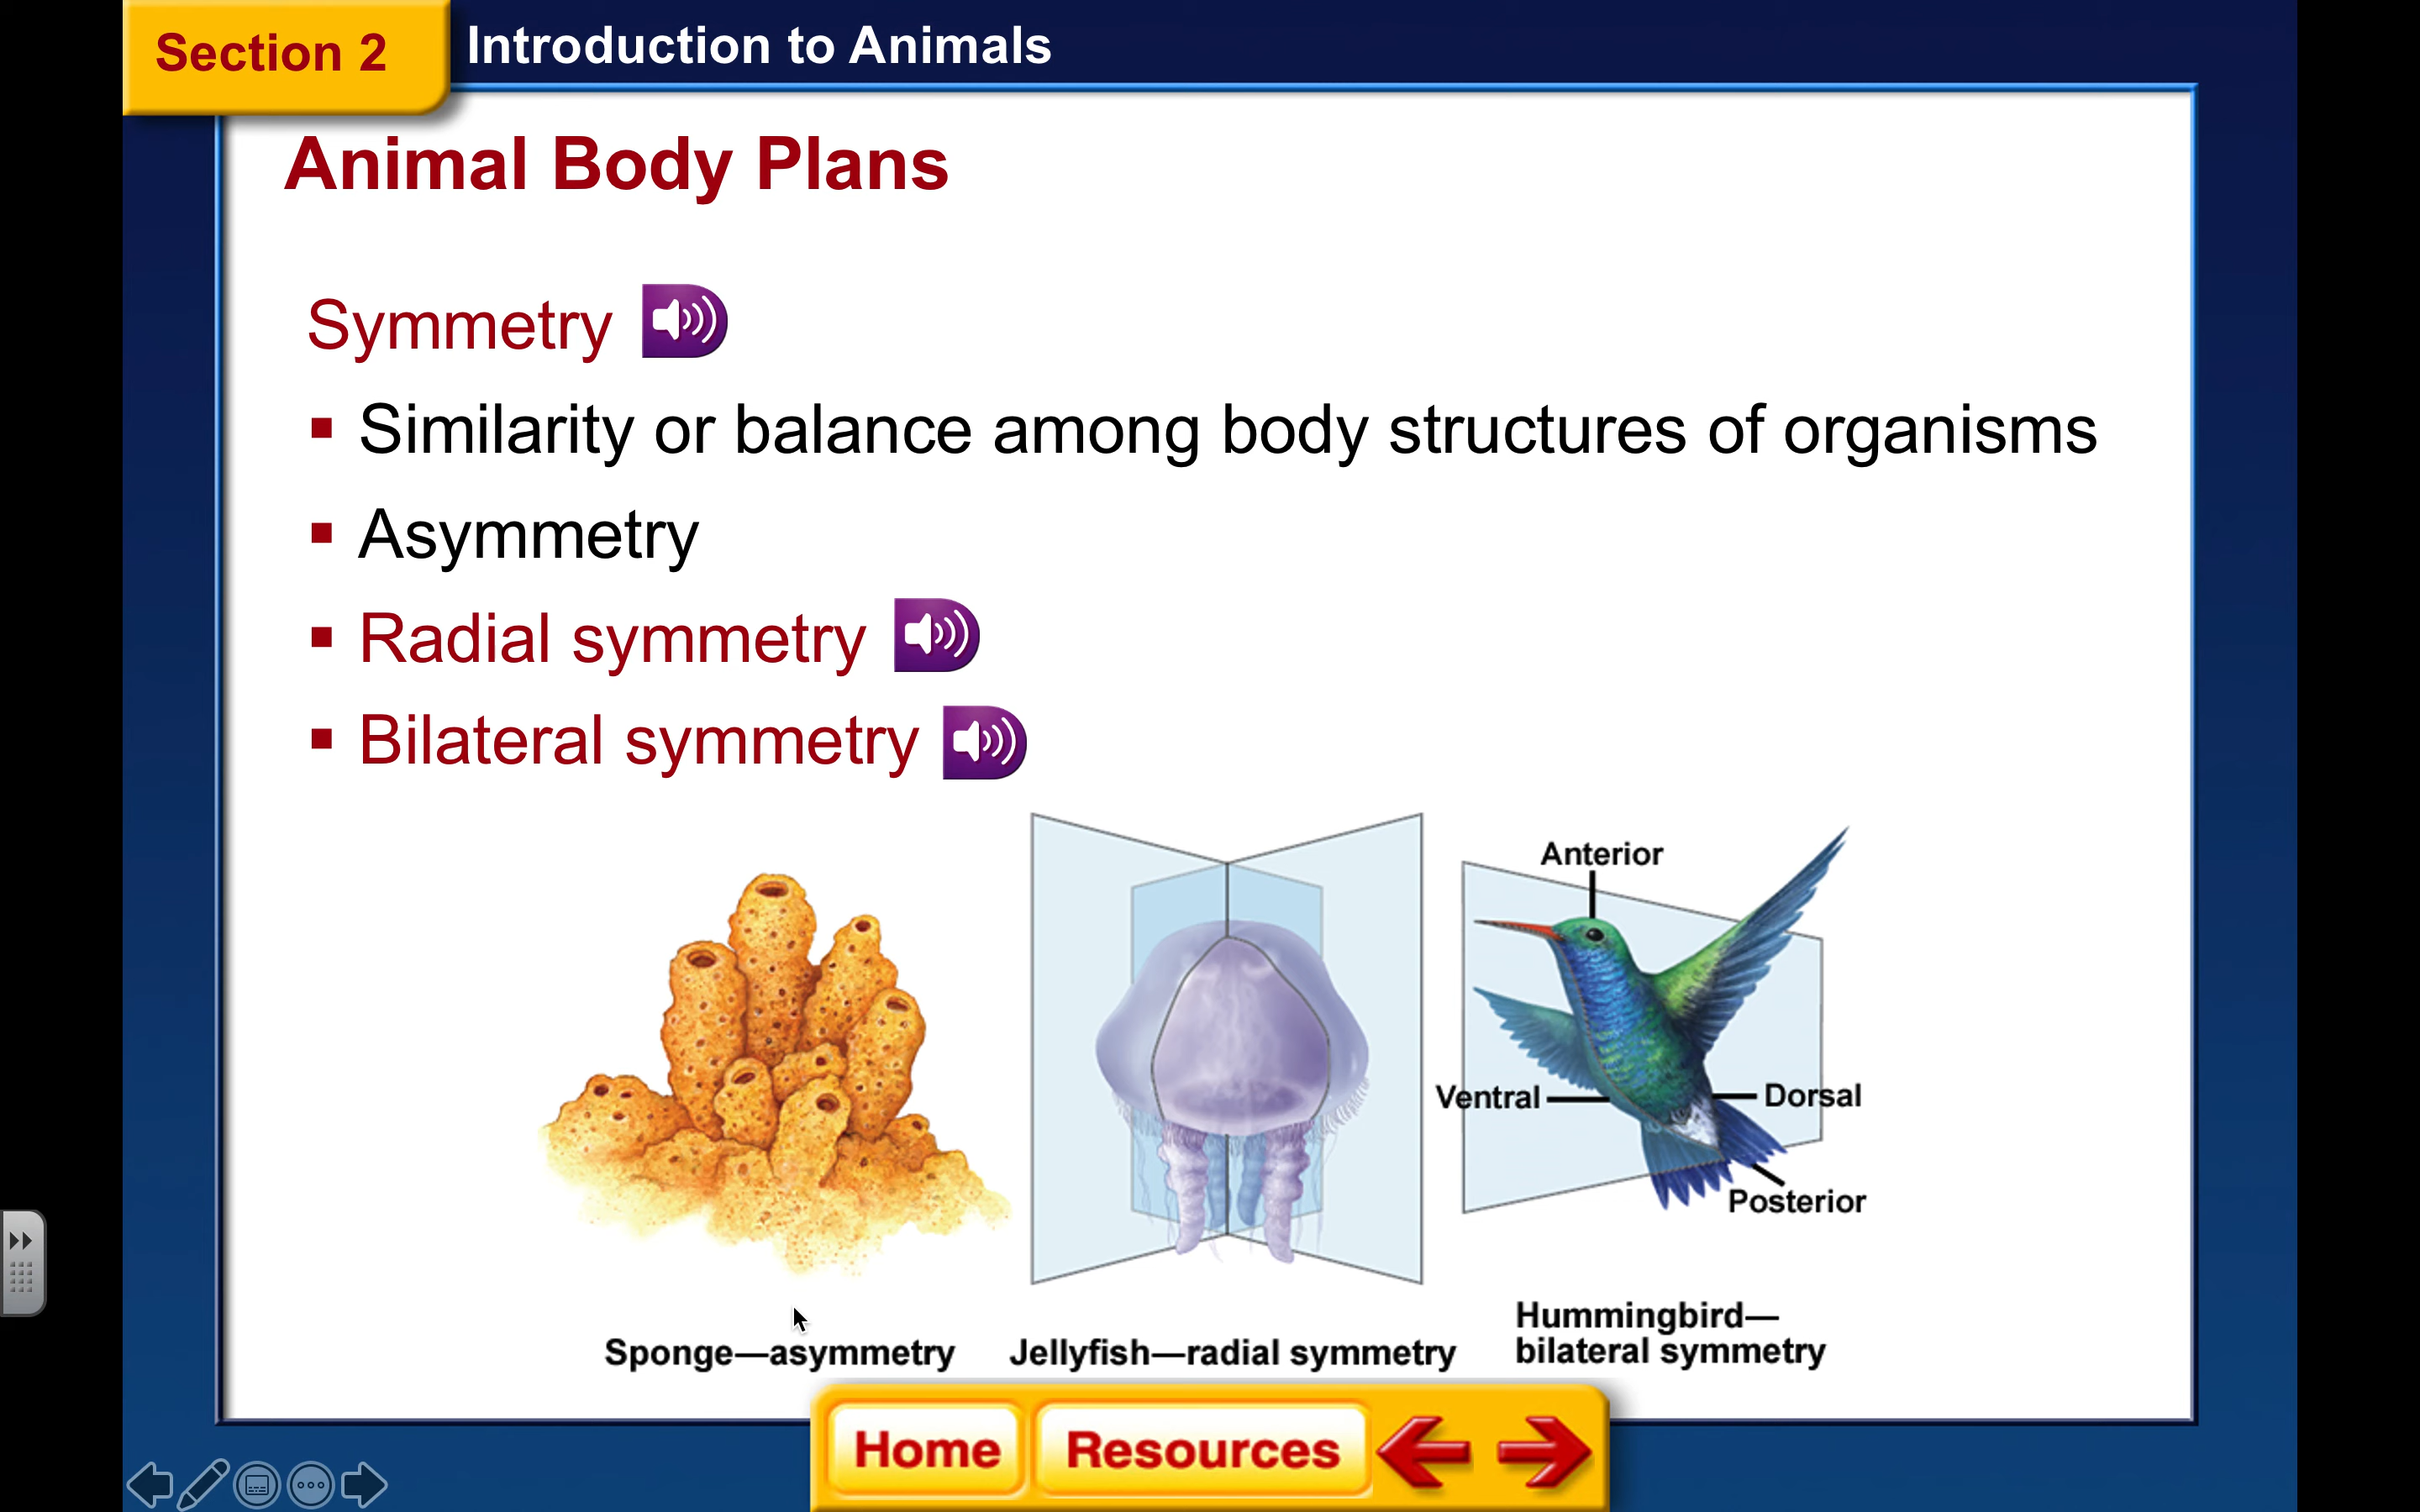 Section 2
Introduction to Animals
Animal Body Plans
Symmetry
▪ Similarity or balance among body structures of organisms
▪ Asymmetry
▪ Radial symmetry
▪ Bilateral symmetry
Anterior
Ventral
Dorsal
Posterior
Sponge—asymmetry
Jellyfish—radial symmetry
Hummingbird—
bilateral symmetry
Home
Resources